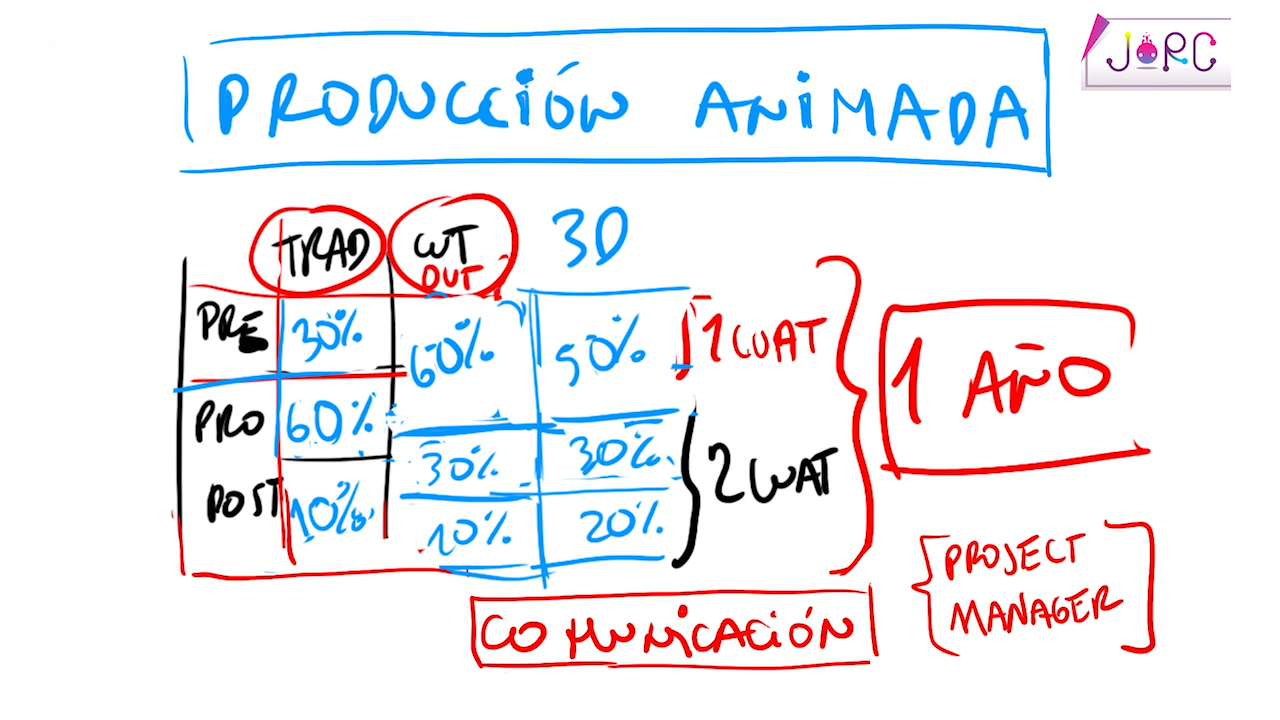 JORC
PRODUCCIÓN ANIMADA
TRAD CUT OUT 3D
PRE 30% 60% 50% 1 CUAT
PRO 60% 30% 30% 2 CUAT
POST 10% 10% 20%
1 AÑO
PROJECT
MANAGER
COMUNICACIÓN